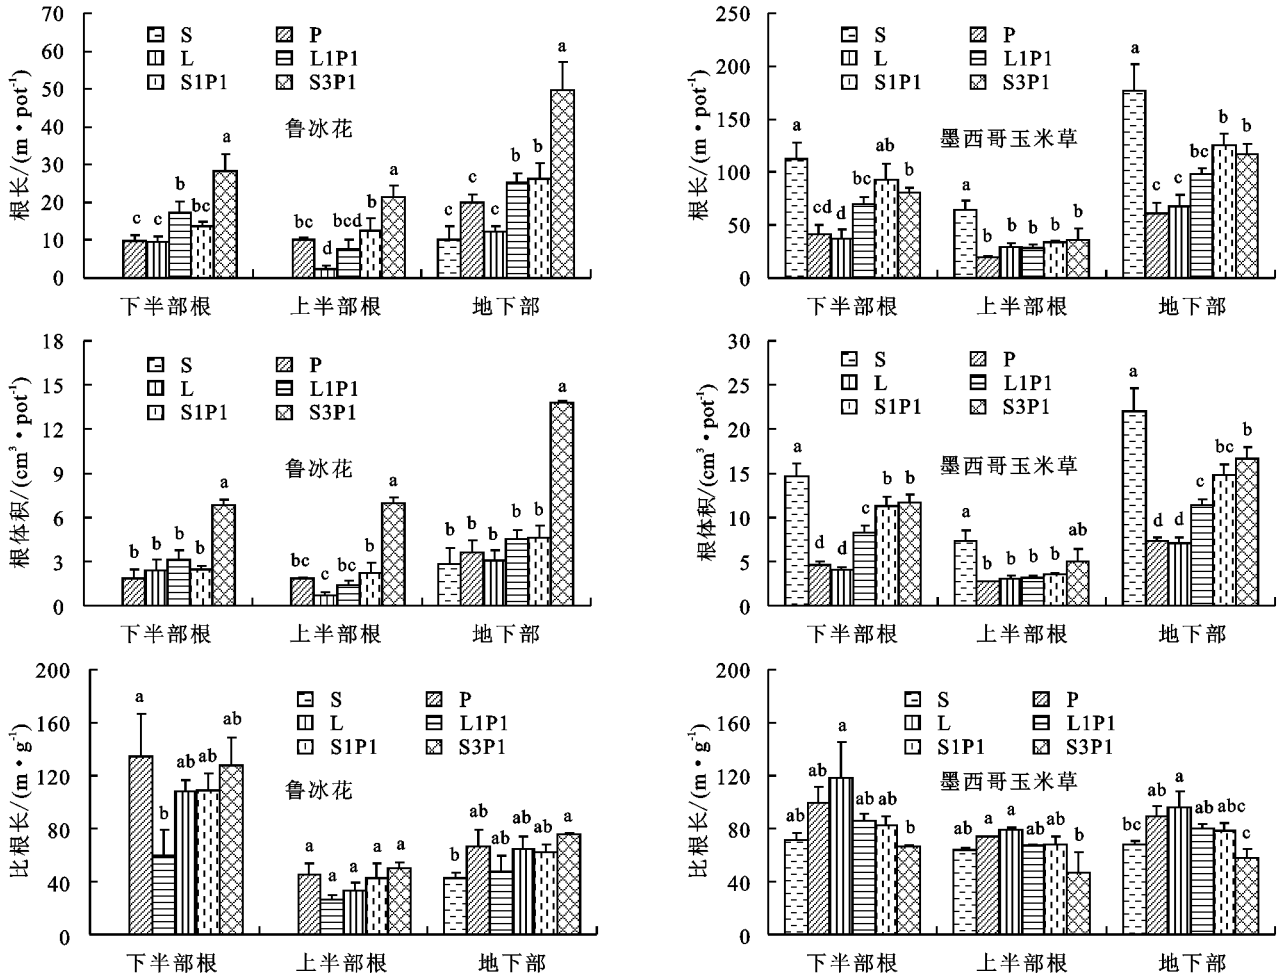 根长/(m·pot⁻¹)
70
60
50
40
30
20
10
0
S P
L L1P1
S1P1 S3P1
鲁冰花
c c b bc a
bc d bcd b a
c c c b b a
下半部根 上半部根 地下部
根长/(m·pot⁻¹)
250
200
150
100
50
0
S P
L L1P1
S1P1 S3P1
墨西哥玉米草
a cd d bc ab b
a b b b b b
a c c bc b b
下半部根 上半部根 地下部
根体积/(cm³·pot⁻¹)
18
15
12
9
6
3
0
S P
L L1P1
S1P1 S3P1
鲁冰花
b b b b a
bc c bc b a
b b b b b a
下半部根 上半部根 地下部
根体积/(cm³·pot⁻¹)
30
25
20
15
10
5
0
S P
L L1P1
S1P1 S3P1
墨西哥玉米草
a d d c b b
a b b b b ab
a d d c bc b
下半部根 上半部根 地下部
比根长/(m·g⁻¹)
200
160
120
80
40
0
S P
L L1P1
S1P1 S3P1
鲁冰花
a b ab ab ab
a a a a a
b ab ab ab ab a
下半部根 上半部根 地下部
比根长/(m·g⁻¹)
200
160
120
80
40
0
S P
L L1P1
S1P1 S3P1
墨西哥玉米草
ab ab a ab ab b
ab a a ab ab b
bc ab a ab abc c
下半部根 上半部根 地下部